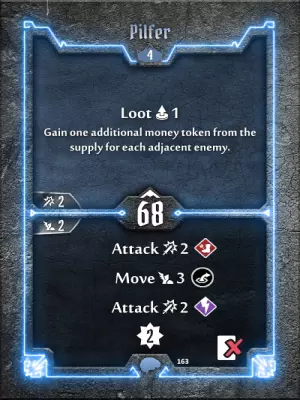 Pilfer
4
Loot 1
Gain one additional money token from the
supply for each adjacent enemy.
2
2
68
Attack 2
Move 3
Attack 2
2
163